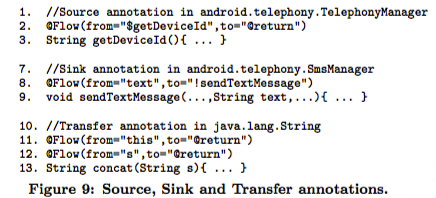 1. //Source annotation in android.telephony.TelephonyManager
2. @Flow(from="$getDeviceId",to="@return")
3. String getDeviceId(){ ... }
7. //Sink annotation in android.telephony.SmsManager
8. @Flow(from="text",to="!sendTextMessage")
9. void sendTextMessage(...,String text,...){ ... }
10. //Transfer annotation in java.lang.String
11. @Flow(from="this",to="@return")
12. @Flow(from="s",to="@return")
13. String concat(String s){ ... }
Figure 9: Source, Sink and Transfer annotations.